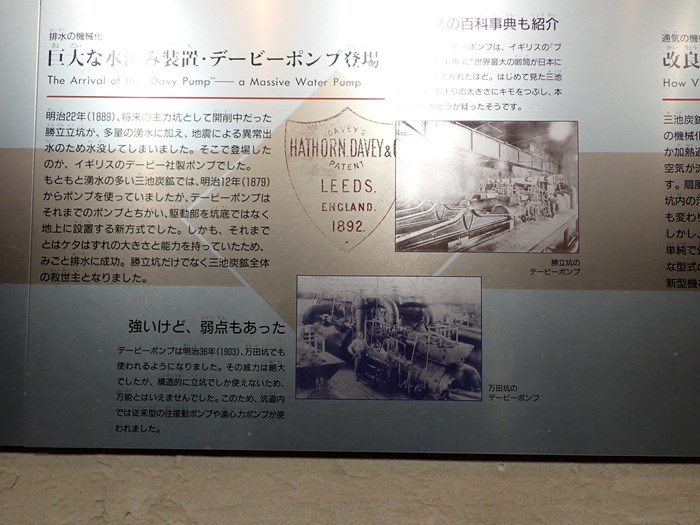 排水の機械化
巨大な水汲み装置・デービーポンプ登場
The Arrival of the "Davy Pump"— a Massive Water Pump
明治22年(1889)、将来の主力坑として開削中だった
勝立立坑が、多量の湧水に加え、地震による異常出
水のため水没してしまいました。そこで登場した
のが、イギリスのデービー社製ポンプでした。
もともと湧水の多い三池炭鉱では、明治12年(1879)
からポンプを使っていましたが、デービーポンプは
それまでのポンプとちがい、駆動部を坑底ではなく
地上に設置する新方式でした。しかも、それまで
とはケタはずれの大きさと能力を持っていたため、
みごと排水に成功。勝立坑だけでなく三池炭鉱全体
の救世主となりました。
DAVEY'S
HATHORN, DAVEY &
PATENT
LEEDS.
ENGLAND.
1892.
スの百科事典も紹介
ービーポンプは、イギリスの「ブ
に"世界最大の喞筒が日本に
かれたほど。はじめて見た三池
まりの大きさにキモをつぶし、本
かどうか疑ったそうです。
勝立坑の
デービーポンプ
強いけど、弱点もあった
デービーポンプは明治36年(1903)、万田坑でも
使われるようになりました。その威力は絶大
でしたが、構造的に立坑でしか使えないため、
万能とはいえませんでした。このため、坑道内
では従来型の往復動ポンプや遠心力ポンプが使
われました。
万田坑の
デービーポンプ
通気の機
改良
How V
三池炭鉱
の機械化
か加熱通
空気が流
す。扇
坑内の汚
も変わ
しかし、
単純で
な型式
新型機